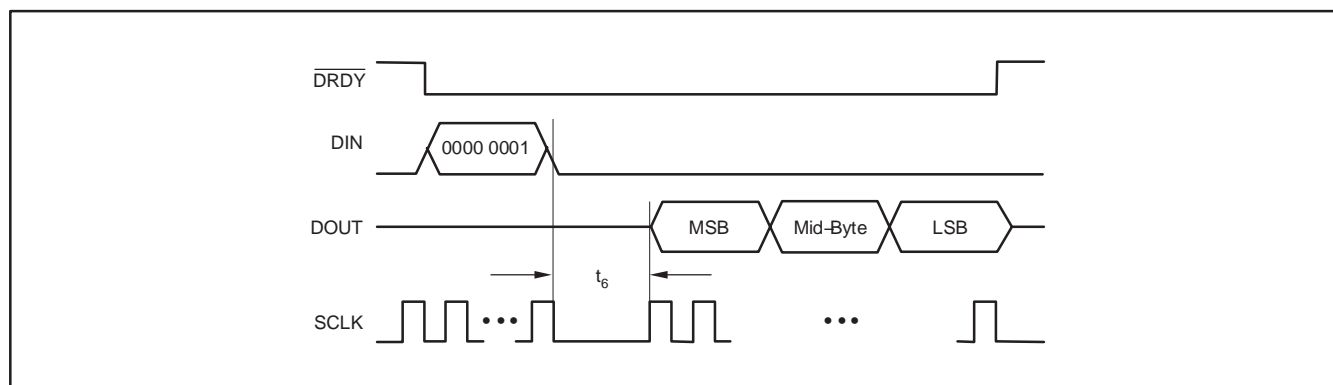 DRDY
DIN
0000 0001
DOUT
MSB
Mid-Byte
LSB
t6
SCLK